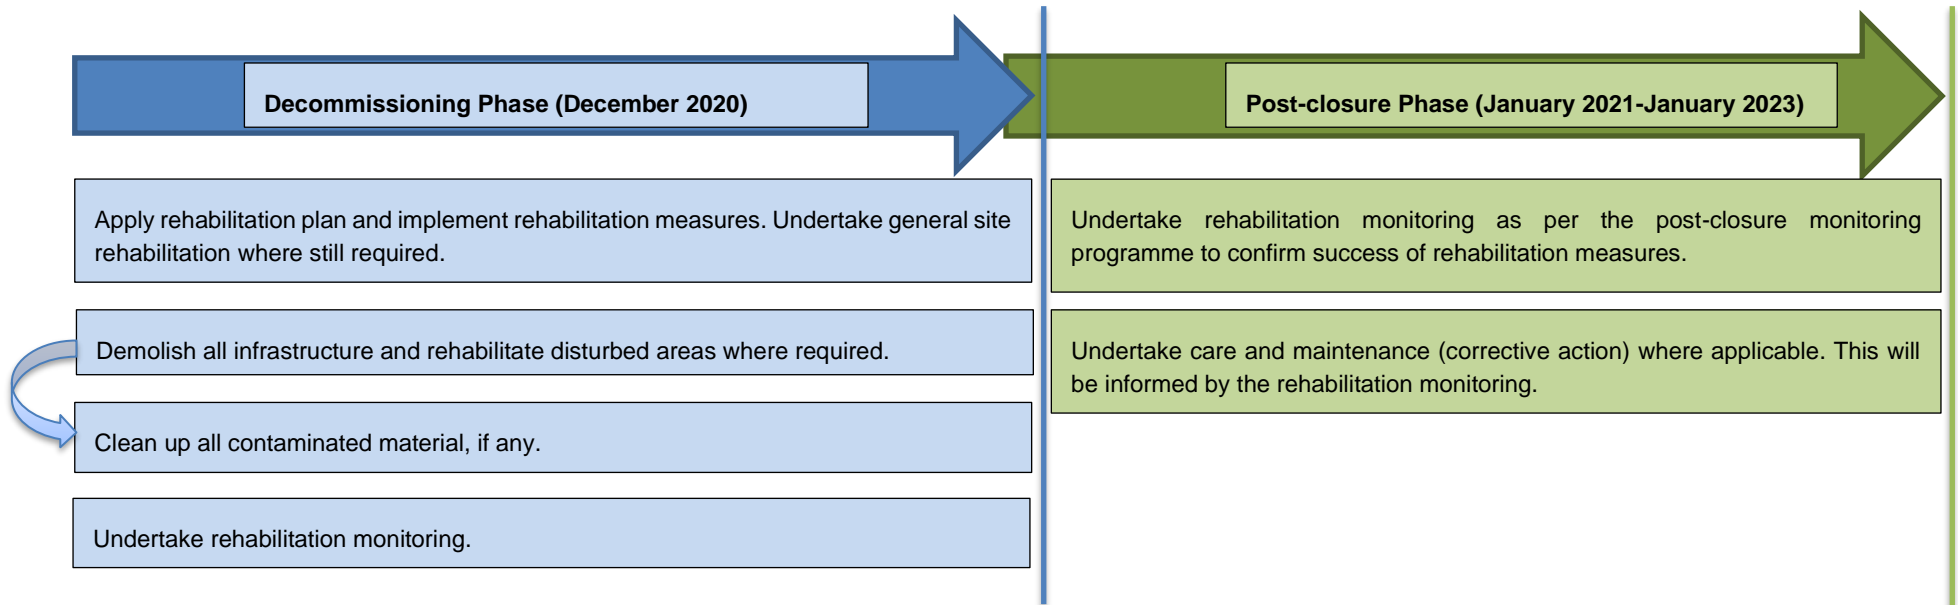 Decommissioning Phase (December 2020)
Apply rehabilitation plan and implement rehabilitation measures. Undertake general site
rehabilitation where still required.
Demolish all infrastructure and rehabilitate disturbed areas where required.
Clean up all contaminated material, if any.
Undertake rehabilitation monitoring.
Post-closure Phase (January 2021-January 2023)
Undertake rehabilitation monitoring as per the post-closure monitoring
programme to confirm success of rehabilitation measures.
Undertake care and maintenance (corrective action) where applicable. This will
be informed by the rehabilitation monitoring.